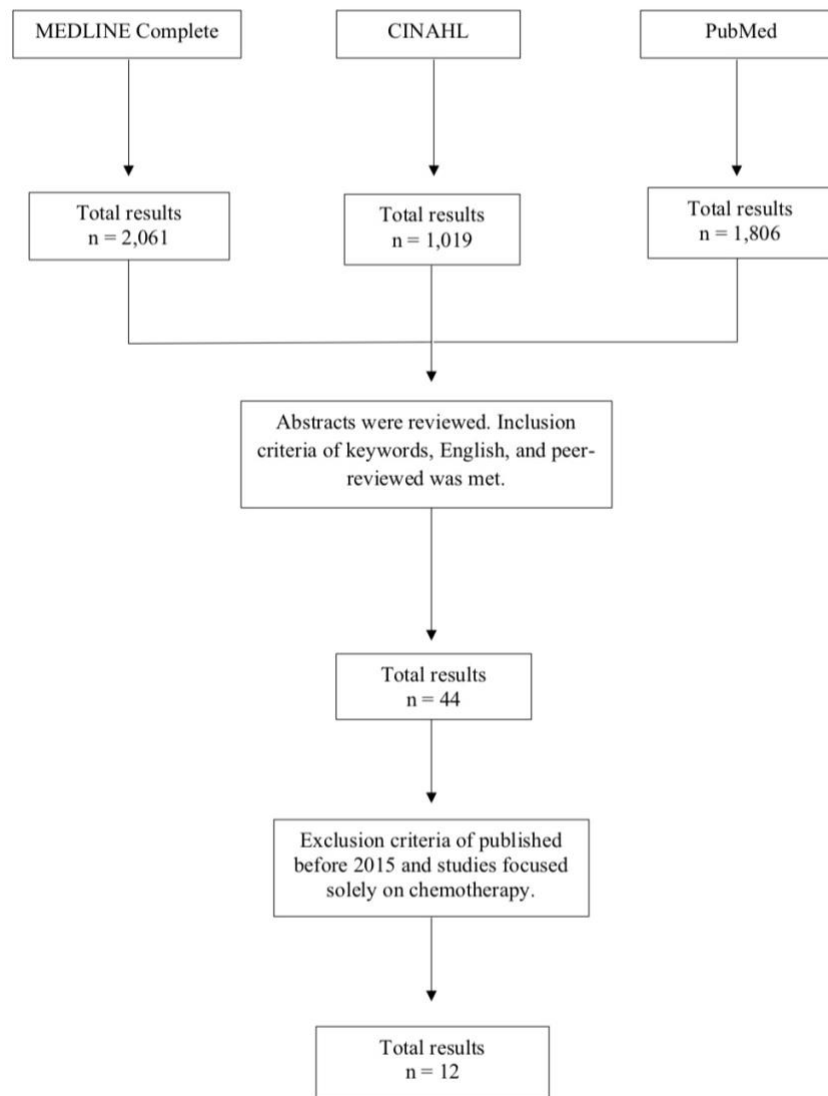 MEDLINE Complete
CINAHL
PubMed
Total results
n = 2,061
Total results
n = 1,019
Total results
n = 1,806
Abstracts were reviewed. Inclusion
criteria of keywords, English, and peer-
reviewed was met.
Total results
n = 44
Exclusion criteria of published
before 2015 and studies focused
solely on chemotherapy.
Total results
n = 12